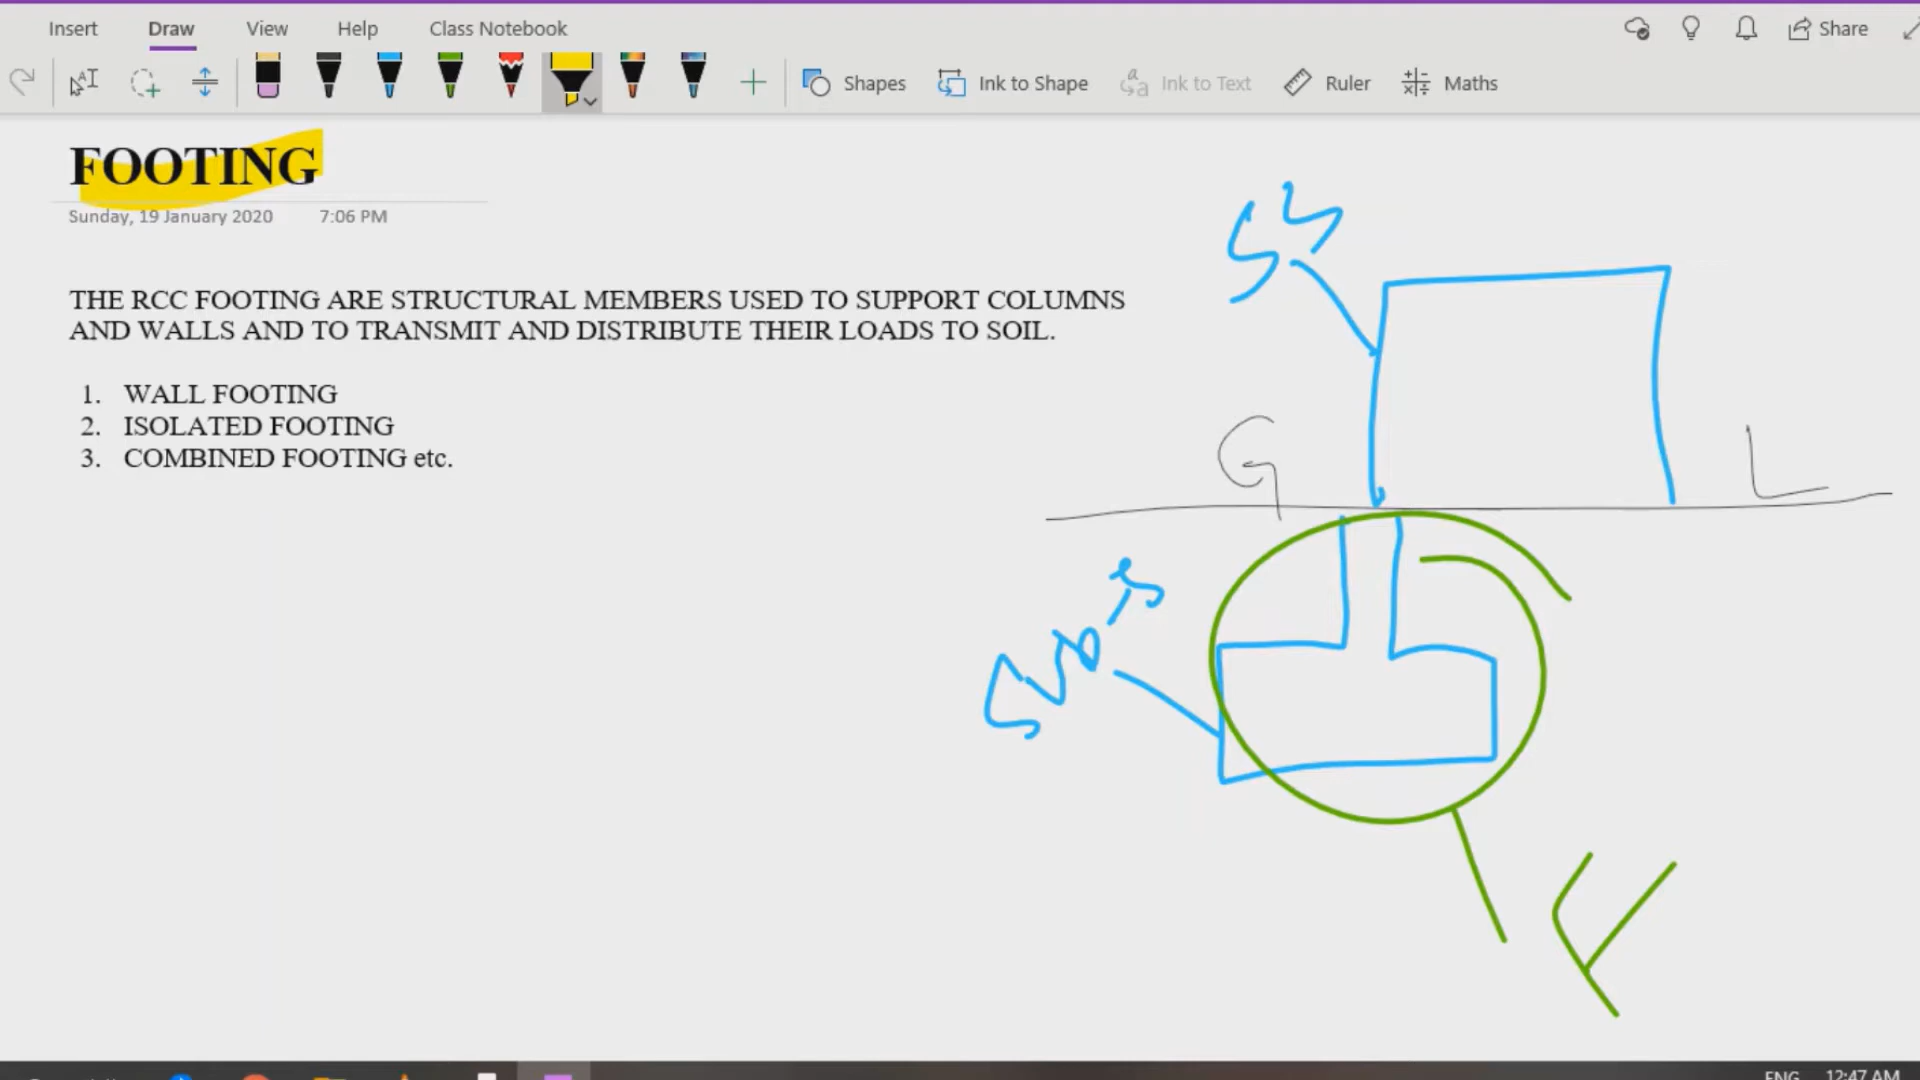 Insert Draw View Help Class Notebook Share
Shapes Ink to Shape Ink to Text Ruler Maths
FOOTING
Sunday, 19 January 2020 7:06 PM
THE RCC FOOTING ARE STRUCTURAL MEMBERS USED TO SUPPORT COLUMNS
AND WALLS AND TO TRANSMIT AND DISTRIBUTE THEIR LOADS TO SOIL.
1. WALL FOOTING
2. ISOLATED FOOTING
3. COMBINED FOOTING etc.
SS
G L
Sub-s
F
ENG 12:47 AM